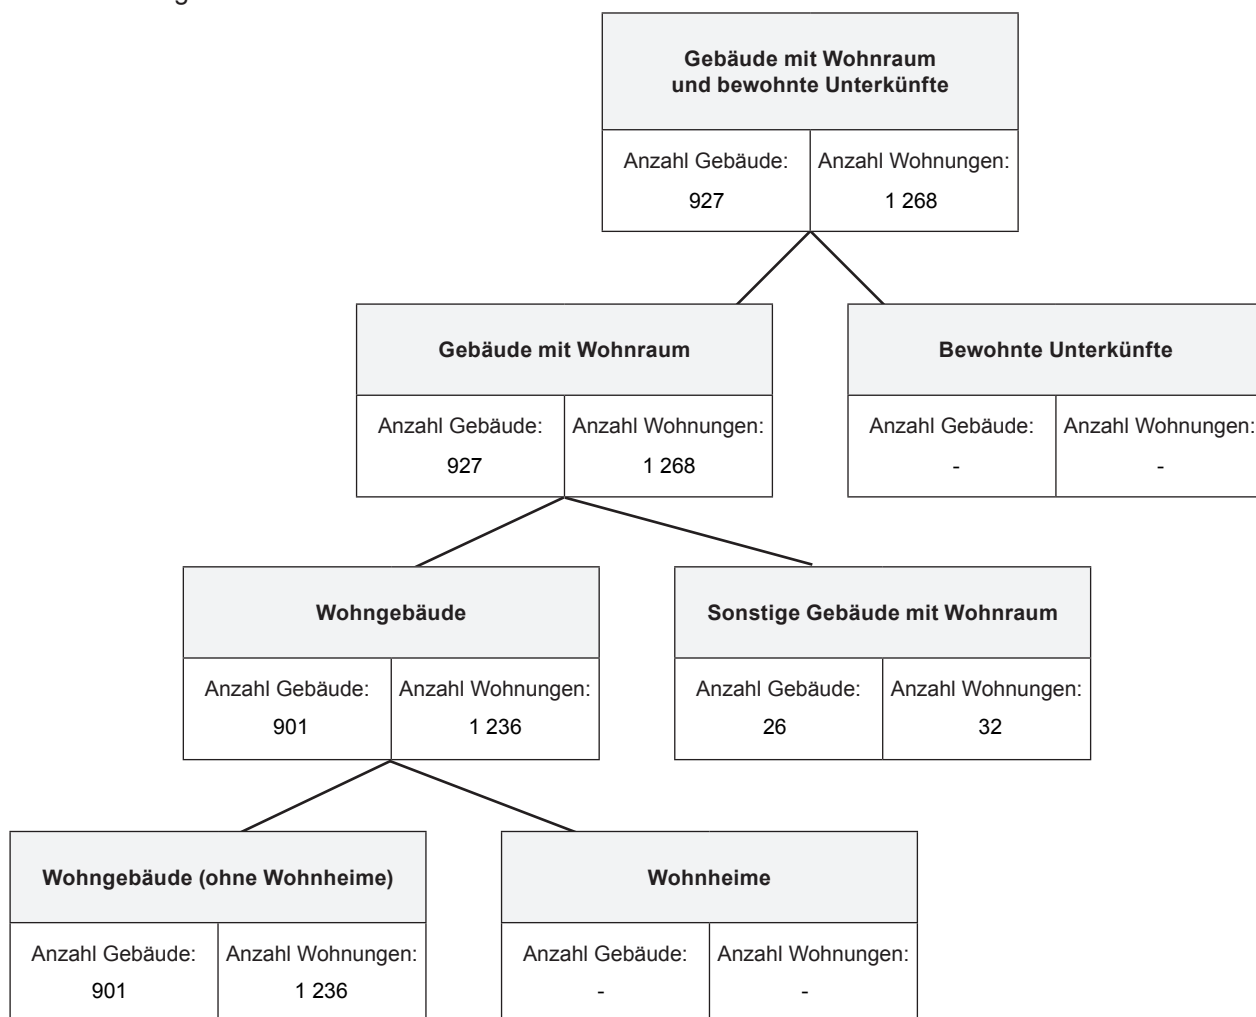 Gebäude mit Wohnraum
und bewohnte Unterkünfte
Anzahl Gebäude: Anzahl Wohnungen:
927 1 268
Gebäude mit Wohnraum Bewohnte Unterkünfte
Anzahl Gebäude: Anzahl Wohnungen: Anzahl Gebäude: Anzahl Wohnungen:
927 1 268 - -
Wohngebäude Sonstige Gebäude mit Wohnraum
Anzahl Gebäude: Anzahl Wohnungen: Anzahl Gebäude: Anzahl Wohnungen:
901 1 236 26 32
Wohngebäude (ohne Wohnheime) Wohnheime
Anzahl Gebäude: Anzahl Wohnungen: Anzahl Gebäude: Anzahl Wohnungen:
901 1 236 - -